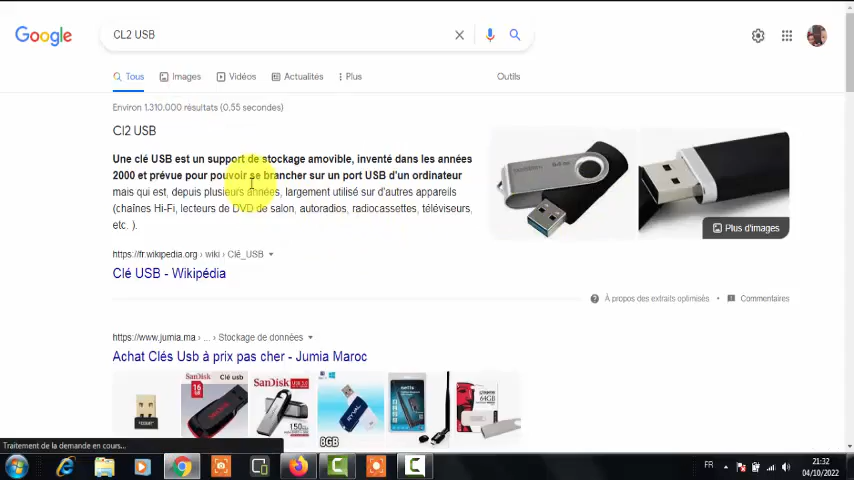 Google
CL2 USB
Tous
Images
Vidéos
Actualités
Plus
Outils
Environ 1.310.000 résultats (0,55 secondes)
Cl2 USB
Une clé USB est un support de stockage amovible, inventé dans les années
2000 et prévue pour pouvoir se brancher sur un port USB d'un ordinateur
mais qui est, depuis plusieurs années, largement utilisé sur d'autres appareils
(chaînes Hi-Fi, lecteurs de DVD de salon, autoradios, radiocassettes, téléviseurs,
etc. ).
Plus d'images
https://fr.wikipedia.org › wiki › Clé_USB
Clé USB - Wikipédia
À propos des extraits optimisés • Commentaires
https://www.jumia.ma › ... › Stockage de données
Achat Clés Usb à prix pas cher - Jumia Maroc
SanDisk
Clé usb
16
SanDisk
150
8GB
64GB
Traitement de la demande en cours...
FR
21:32
04/10/2022